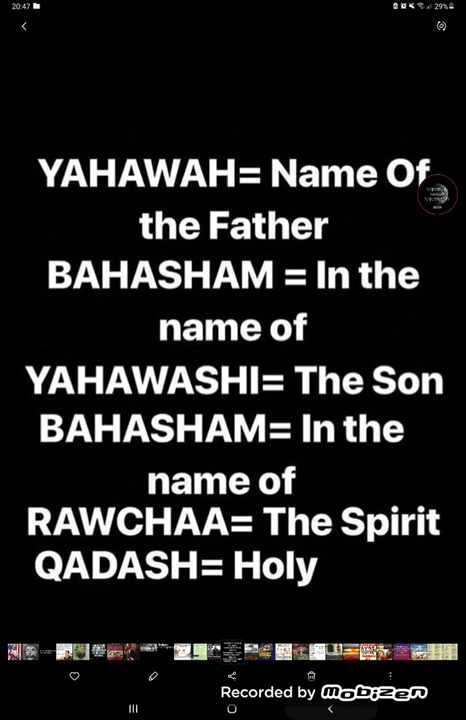 20:47
29%
YAHAWAH= Name Of
the Father
BAHASHAM = In the
name of
YAHAWASHI= The Son
BAHASHAM= In the
name of
RAWCHAA= The Spirit
QADASH= Holy
Recorded by Mobizen